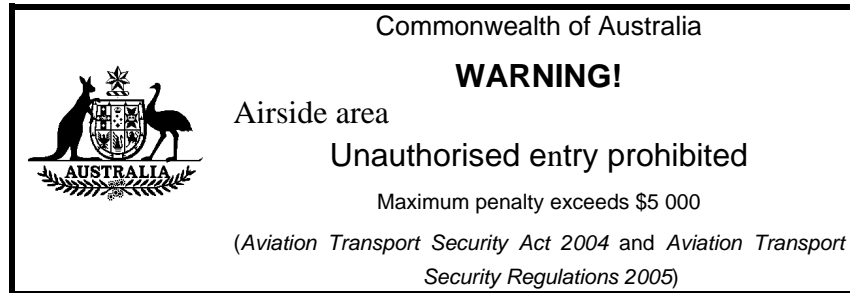 Commonwealth of Australia
WARNING!
Airside area
Unauthorised entry prohibited
Maximum penalty exceeds $5 000
(Aviation Transport Security Act 2004 and Aviation Transport
Security Regulations 2005)
AUSTRALIA